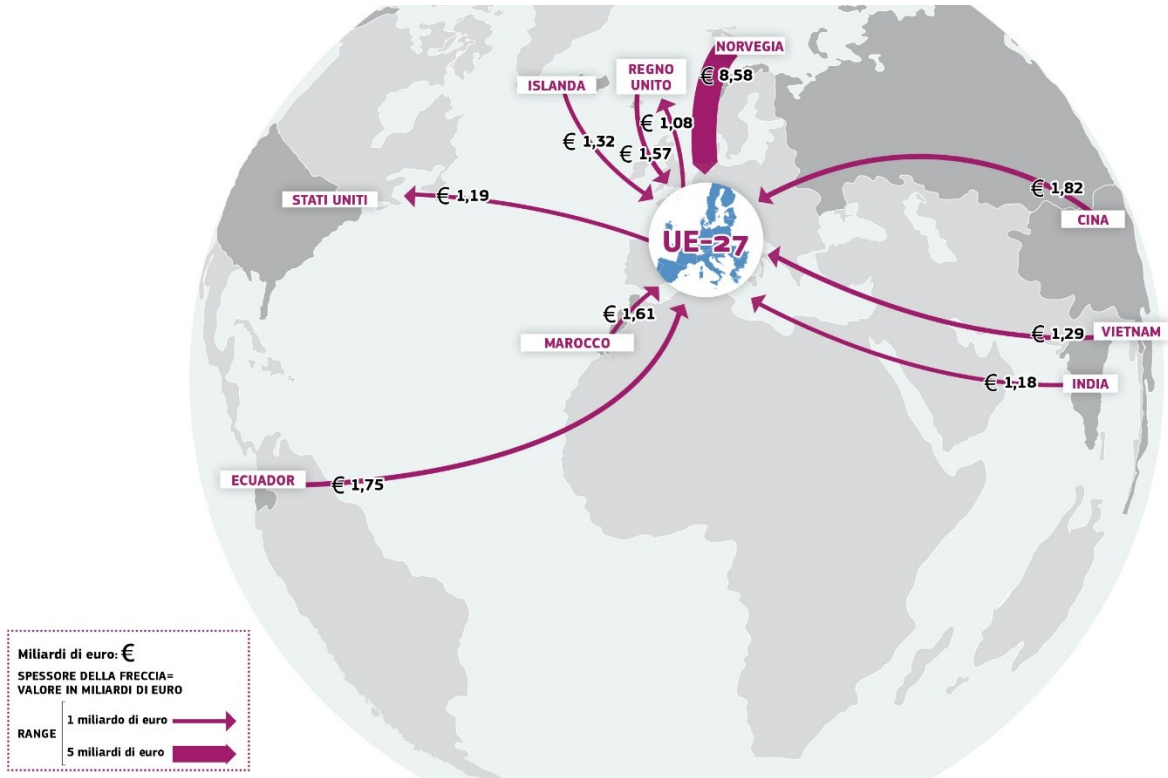 NORVEGIA
€ 8,58
REGNO
UNITO
€ 1,08
€ 1,57
ISLANDA
€ 1,32
STATI UNITI
€ 1,19
€ 1,82
CINA
UE-27
MAROCCO
€ 1,61
€ 1,29
VIETNAM
€ 1,18
INDIA
ECUADOR
€ 1,75
Miliardi di euro: €
SPESSORE DELLA FRECCIA=
VALORE IN MILIARDI DI EURO
RANGE
1 miliardo di euro
5 miliardi di euro